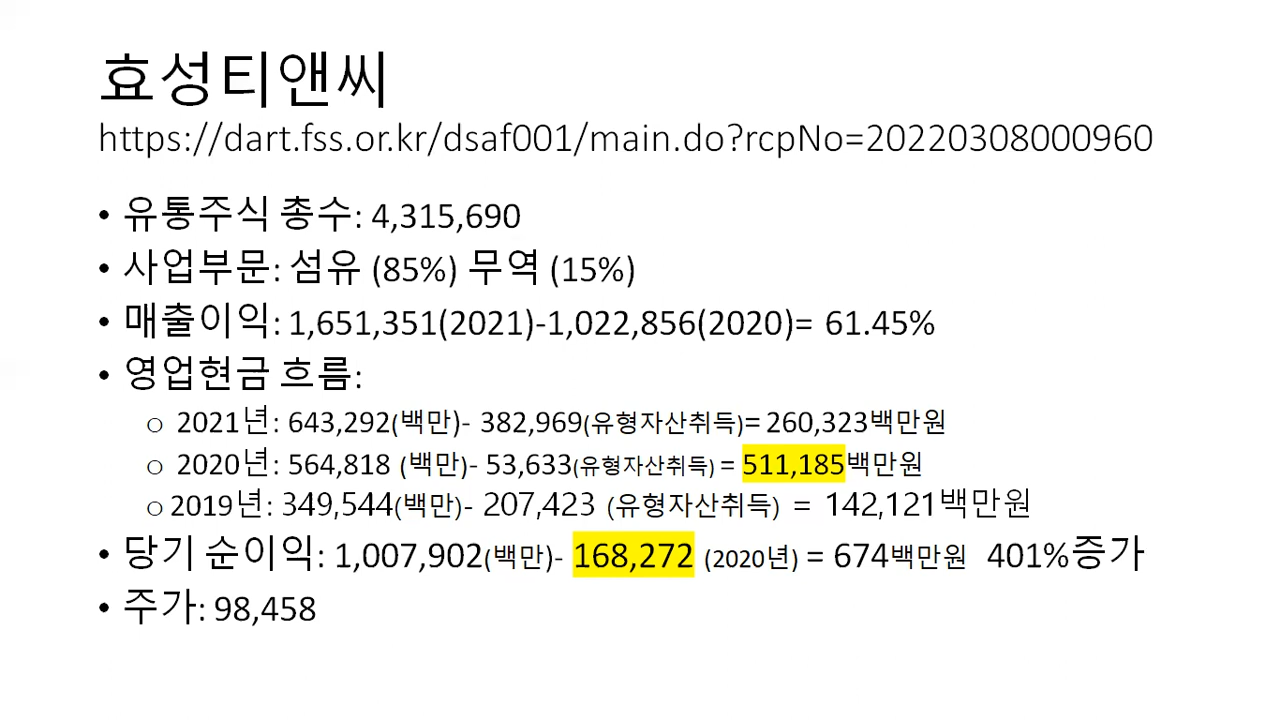 효성티앤씨
https://dart.fss.or.kr/dsaf001/main.do?rcpNo=20220308000960
• 유통주식 총수: 4,315,690
• 사업부문: 섬유 (85%) 무역 (15%)
• 매출이익: 1,651,351(2021)-1,022,856(2020)= 61.45%
• 영업현금 흐름:
○ 2021년: 643,292(백만)- 382,969(유형자산취득)= 260,323백만원
○ 2020년: 564,818 (백만)- 53,633(유형자산취득) = 511,185백만원
○ 2019년: 349,544(백만)- 207,423 (유형자산취득) = 142,121백만원
• 당기 순이익: 1,007,902(백만)- 168,272 (2020년) = 674백만원 401%증가
• 주가: 98,458